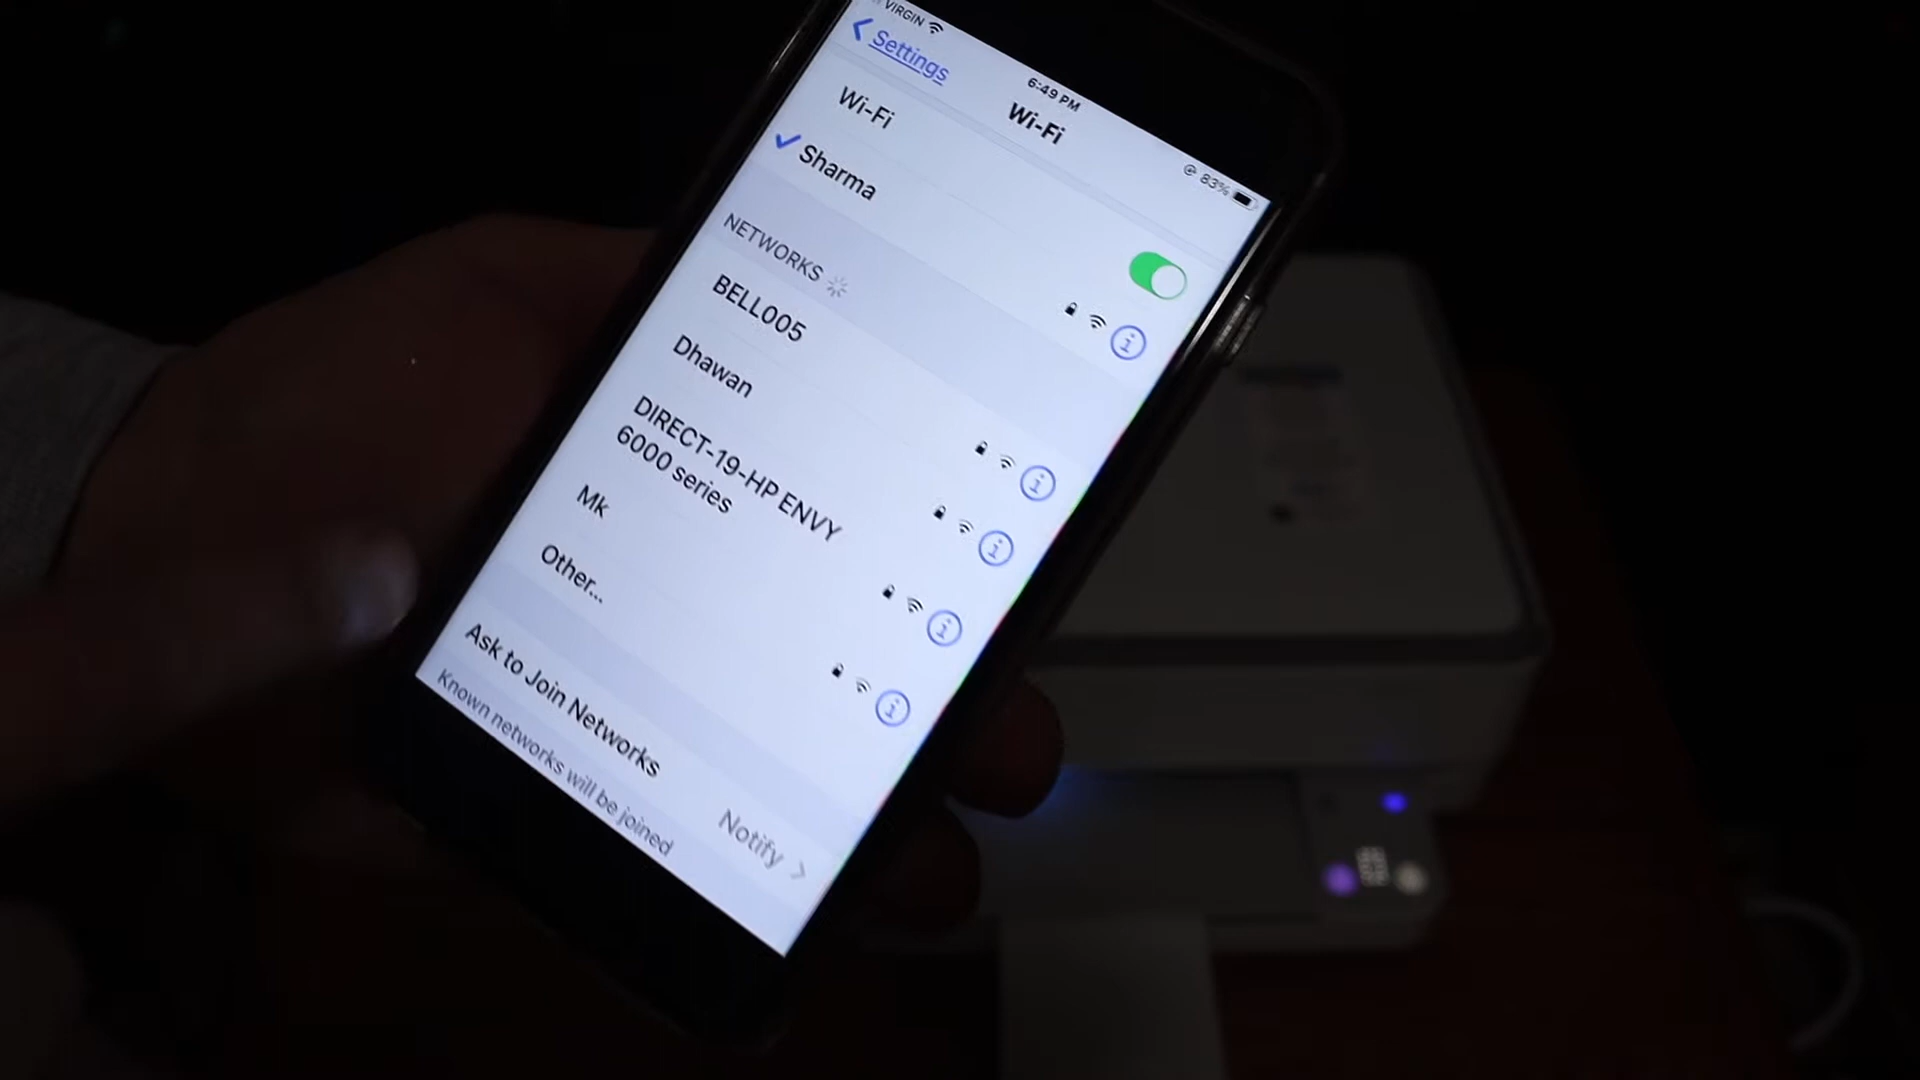 VIRGIN
6:49 PM
83%
Settings
Wi-Fi
Wi-Fi
Sharma
NETWORKS
BELL005
Dhawan
DIRECT-19-HP ENVY
6000 series
Mk
Other...
Ask to Join Networks
Notify
Known networks will be joined